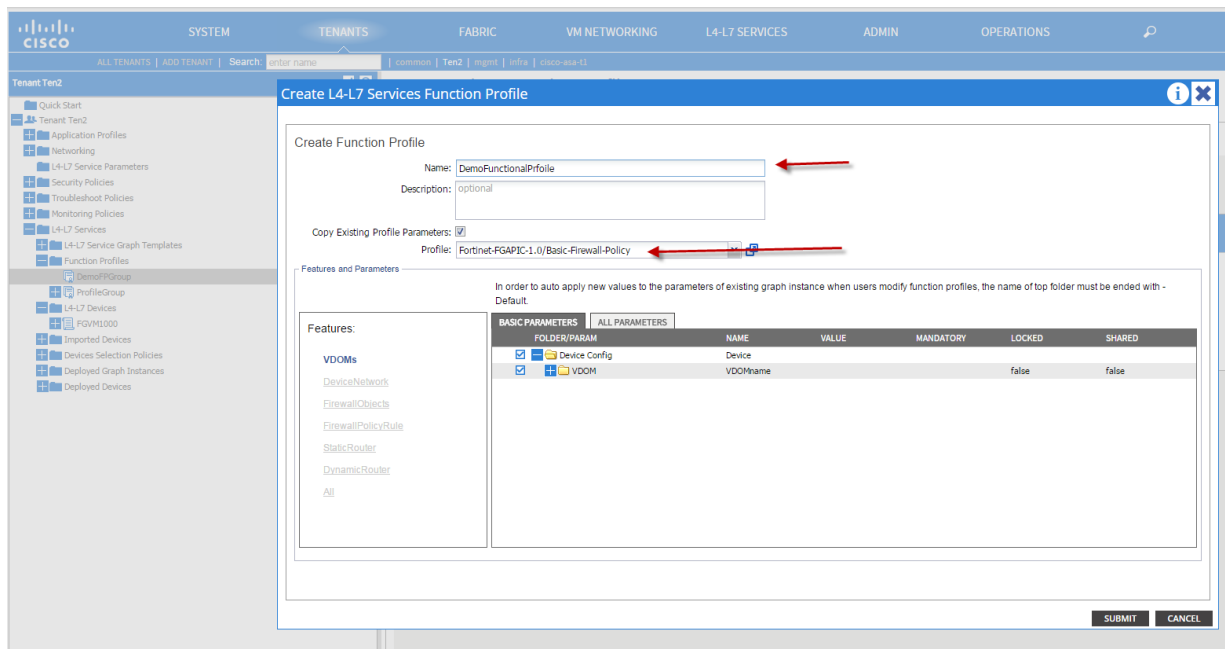 CISCO
SYSTEM TENANTS FABRIC VM NETWORKING L4-L7 SERVICES ADMIN OPERATIONS
ALL TENANTS | ADD TENANT | Search: enter name | common | Ten2 | mgmt | infra | cisco-asa-t1
Tenant Ten2
Quick Start
Tenant Ten2
Application Profiles
Networking
L4-L7 Service Parameters
Security Policies
Troubleshoot Policies
Monitoring Policies
L4-L7 Services
L4-L7 Service Graph Templates
Function Profiles
DemoFPGroup
ProfileGroup
L4-L7 Devices
FGVM1000
Imported Devices
Devices Selection Policies
Deployed Graph Instances
Deployed Devices
Create L4-L7 Services Function Profile
Create Function Profile
Name: DemoFunctionalPrfoile
Description: optional
Copy Existing Profile Parameters:
Profile: Fortinet-FGAPIC-1.0/Basic-Firewall-Policy
Features and Parameters
In order to auto apply new values to the parameters of existing graph instance when users modify function profiles, the name of top folder must be ended with -
Default.
Features:
VDOMs
DeviceNetwork
FirewallObjects
FirewallPolicyRule
StaticRouter
DynamicRouter
All
BASIC PARAMETERS ALL PARAMETERS
FOLDER/PARAM NAME VALUE MANDATORY LOCKED SHARED
Device Config Device
VDOM VDOMname false false
SUBMIT CANCEL